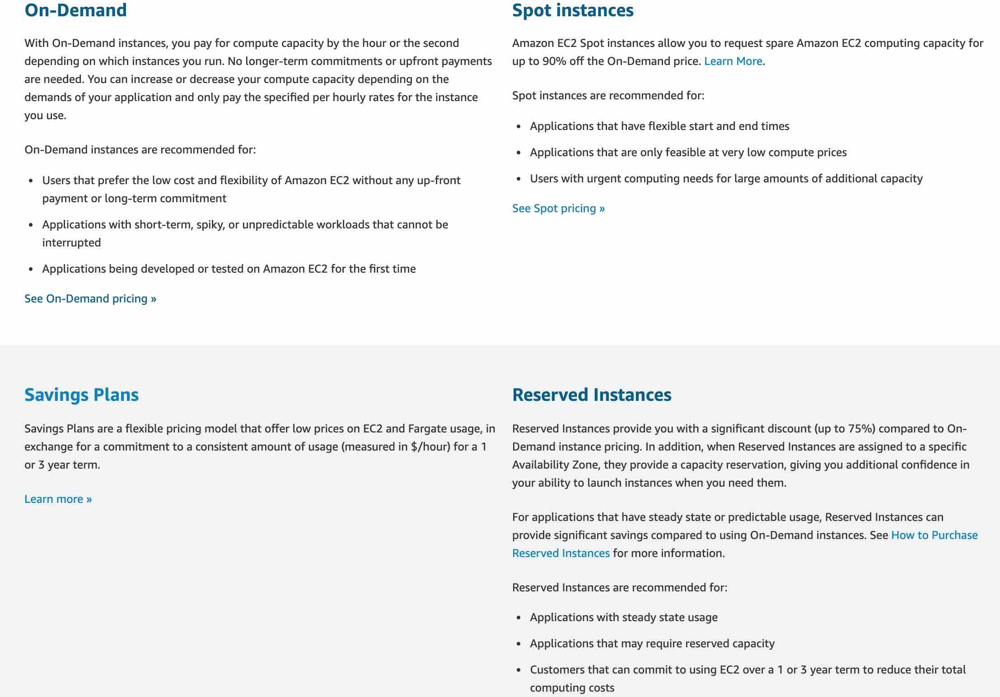 On-Demand
With On-Demand instances, you pay for compute capacity by the hour or the second
depending on which instances you run. No longer-term commitments or upfront payments
are needed. You can increase or decrease your compute capacity depending on the
demands of your application and only pay the specified per hourly rates for the instance
you use.
On-Demand instances are recommended for:
• Users that prefer the low cost and flexibility of Amazon EC2 without any up-front
payment or long-term commitment
• Applications with short-term, spiky, or unpredictable workloads that cannot be
interrupted
• Applications being developed or tested on Amazon EC2 for the first time
See On-Demand pricing »
Spot instances
Amazon EC2 Spot instances allow you to request spare Amazon EC2 computing capacity for
up to 90% off the On-Demand price. Learn More.
Spot instances are recommended for:
• Applications that have flexible start and end times
• Applications that are only feasible at very low compute prices
• Users with urgent computing needs for large amounts of additional capacity
See Spot pricing »
Savings Plans
Savings Plans are a flexible pricing model that offer low prices on EC2 and Fargate usage, in
exchange for a commitment to a consistent amount of usage (measured in $/hour) for a 1
or 3 year term.
Learn more »
Reserved Instances
Reserved Instances provide you with a significant discount (up to 75%) compared to On-
Demand instance pricing. In addition, when Reserved Instances are assigned to a specific
Availability Zone, they provide a capacity reservation, giving you additional confidence in
your ability to launch instances when you need them.
For applications that have steady state or predictable usage, Reserved Instances can
provide significant savings compared to using On-Demand instances. See How to Purchase
Reserved Instances for more information.
Reserved Instances are recommended for:
• Applications with steady state usage
• Applications that may require reserved capacity
• Customers that can commit to using EC2 over a 1 or 3 year term to reduce their total
computing costs